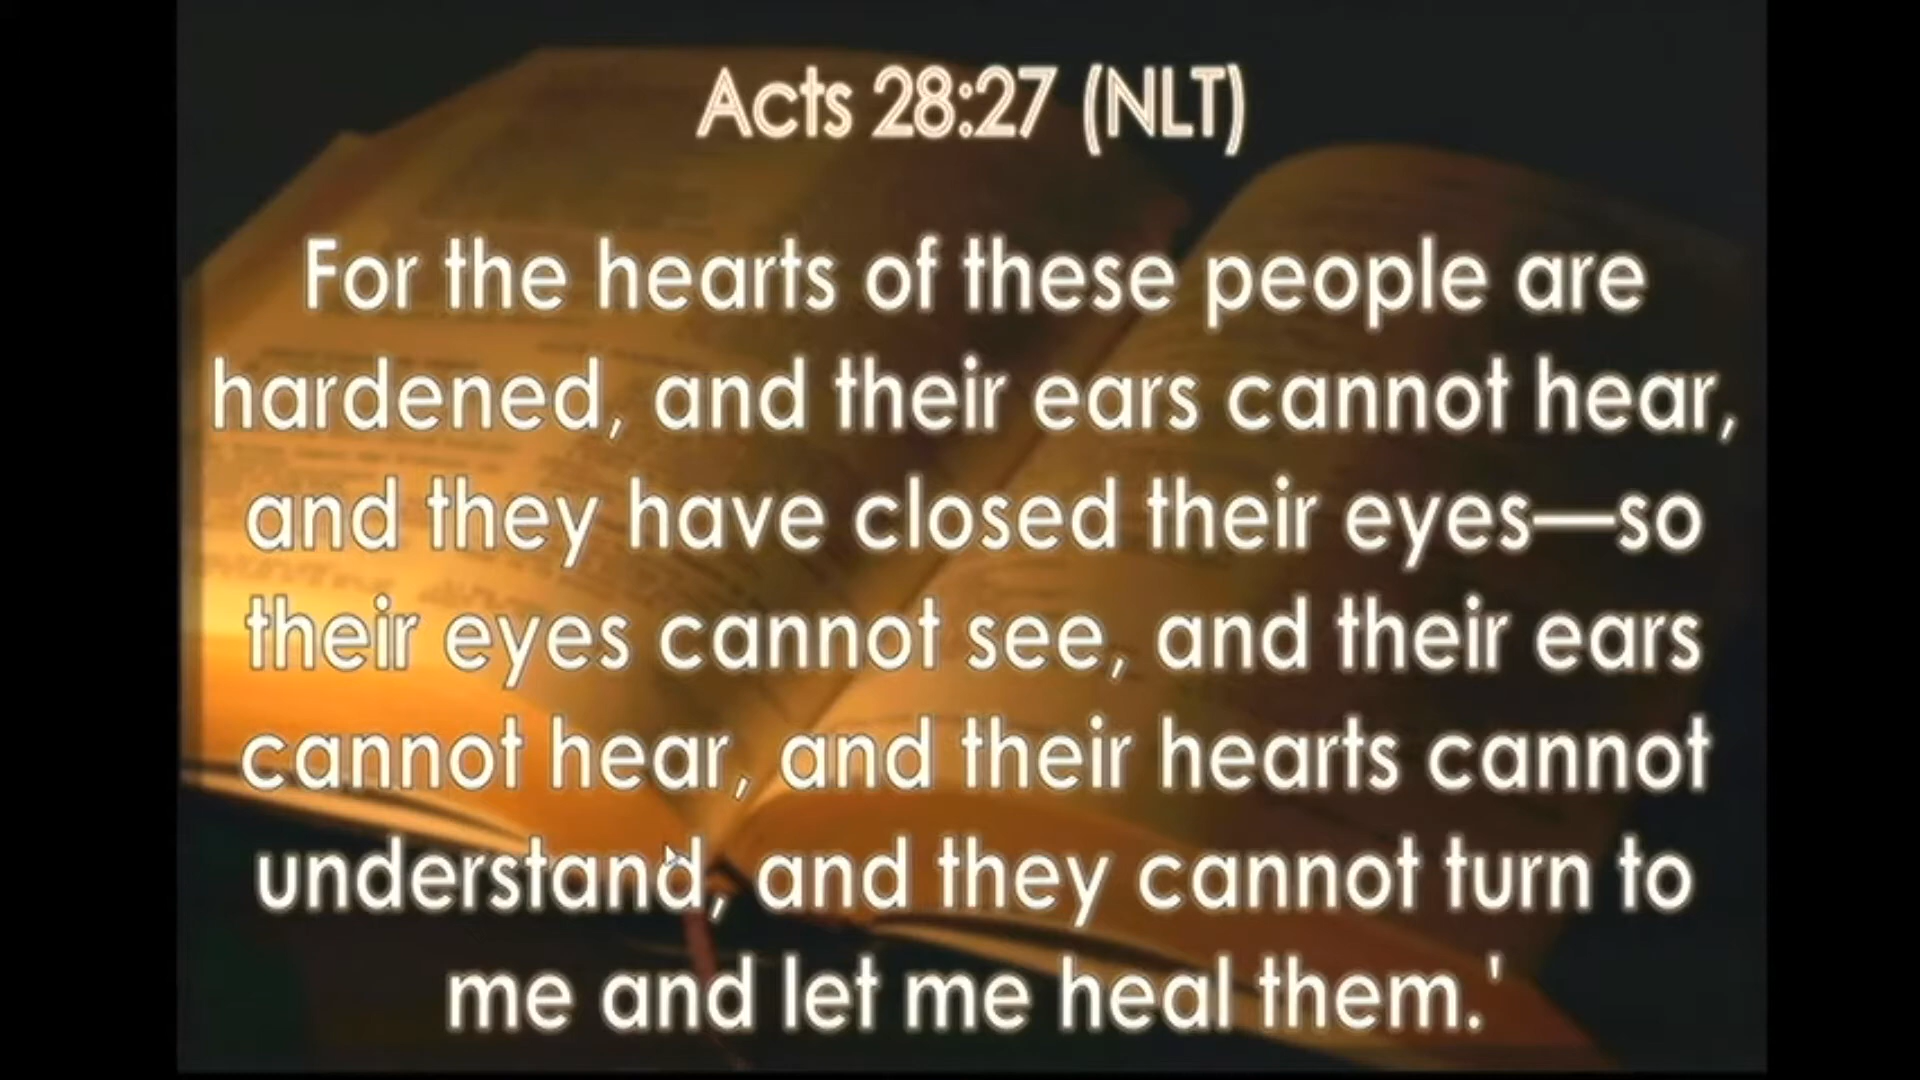 Acts 28:27 (NLT)
For the hearts of these people are
hardened, and their ears cannot hear,
and they have closed their eyes—so
their eyes cannot see, and their ears
cannot hear, and their hearts cannot
understand, and they cannot turn to
me and let me heal them.'